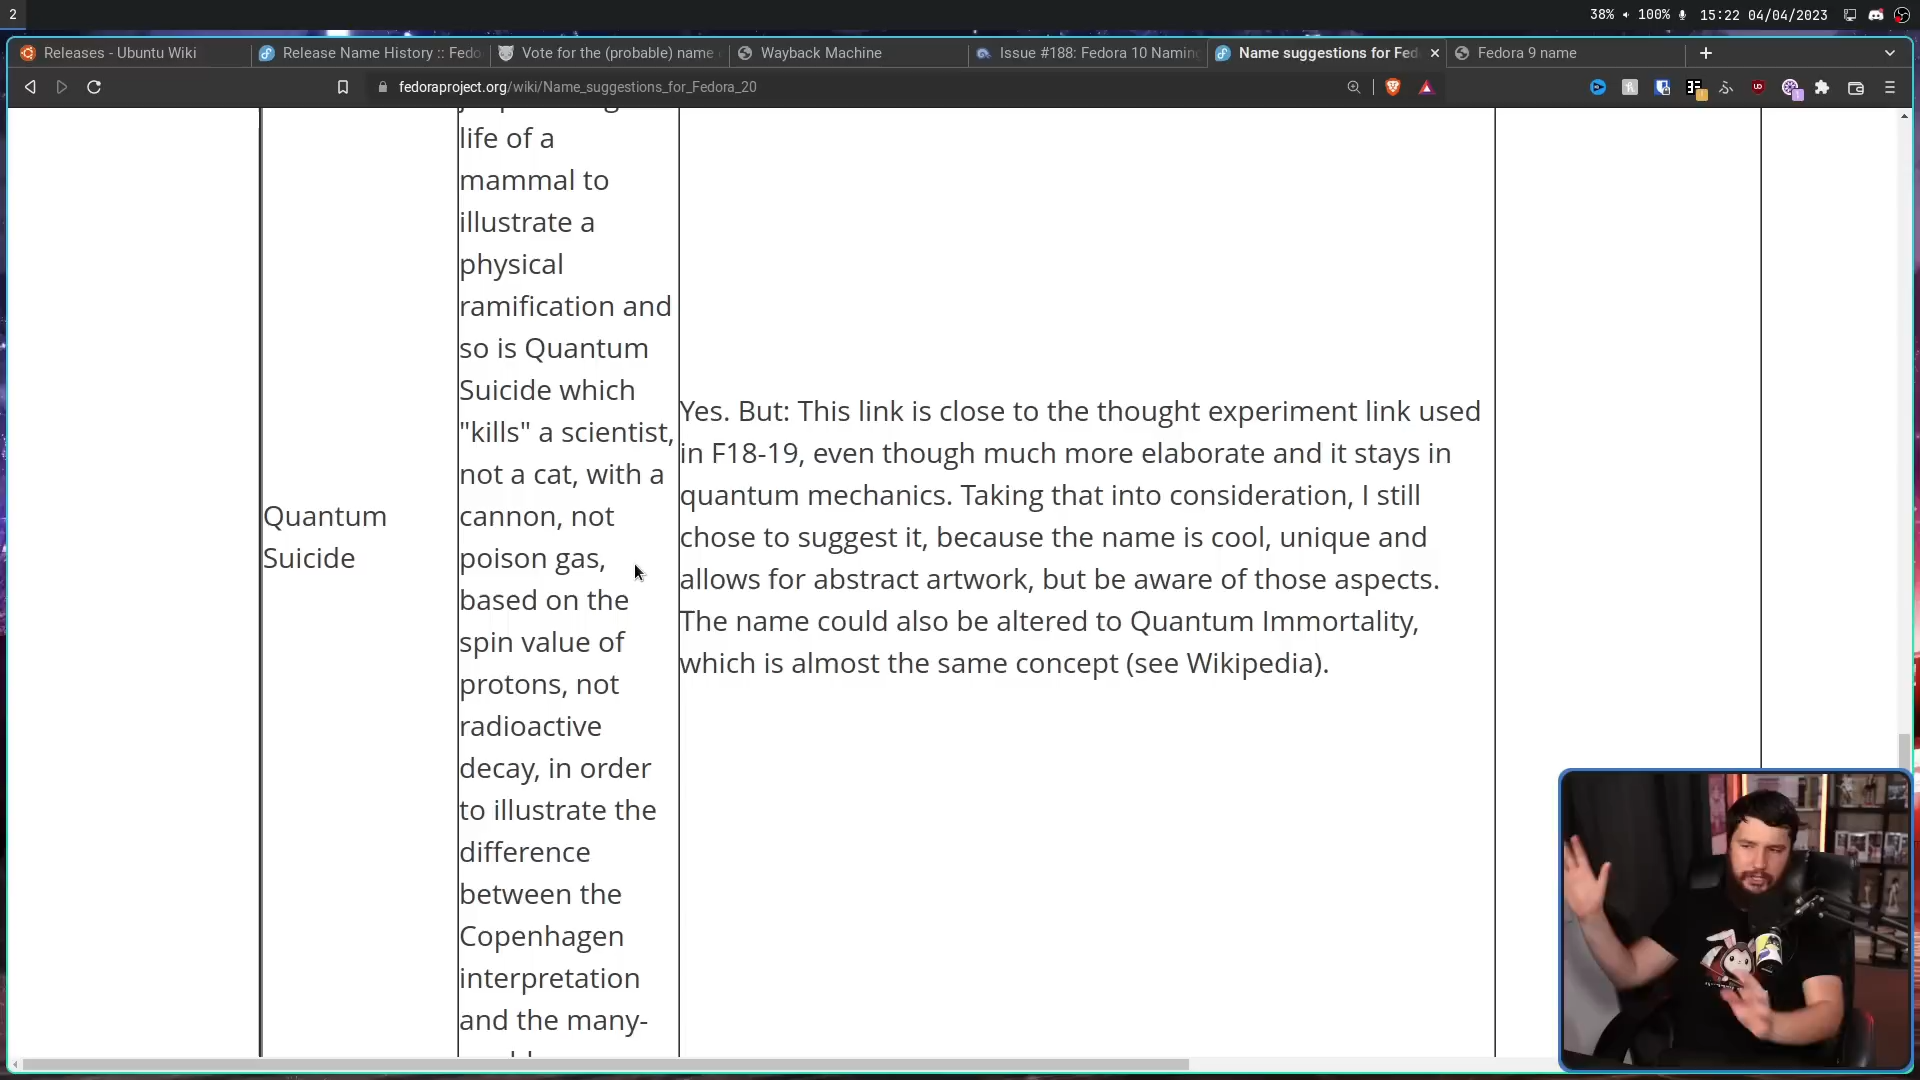 2
38%
100%
15:22 04/04/2023
Releases - Ubuntu Wiki
Release Name History :: Fedo
Vote for the (probable) name
Wayback Machine
Issue #188: Fedora 10 Naming
Name suggestions for Fed
Fedora 9 name
fedoraproject.org/wiki/Name_suggestions_for_Fedora_20
Quantum
Suicide
life of a
mammal to
illustrate a
physical
ramification and
so is Quantum
Suicide which
"kills" a scientist,
not a cat, with a
cannon, not
poison gas,
based on the
spin value of
protons, not
radioactive
decay, in order
to illustrate the
difference
between the
Copenhagen
interpretation
and the many-
Yes. But: This link is close to the thought experiment link used
in F18-19, even though much more elaborate and it stays in
quantum mechanics. Taking that into consideration, I still
chose to suggest it, because the name is cool, unique and
allows for abstract artwork, but be aware of those aspects.
The name could also be altered to Quantum Immortality,
which is almost the same concept (see Wikipedia).